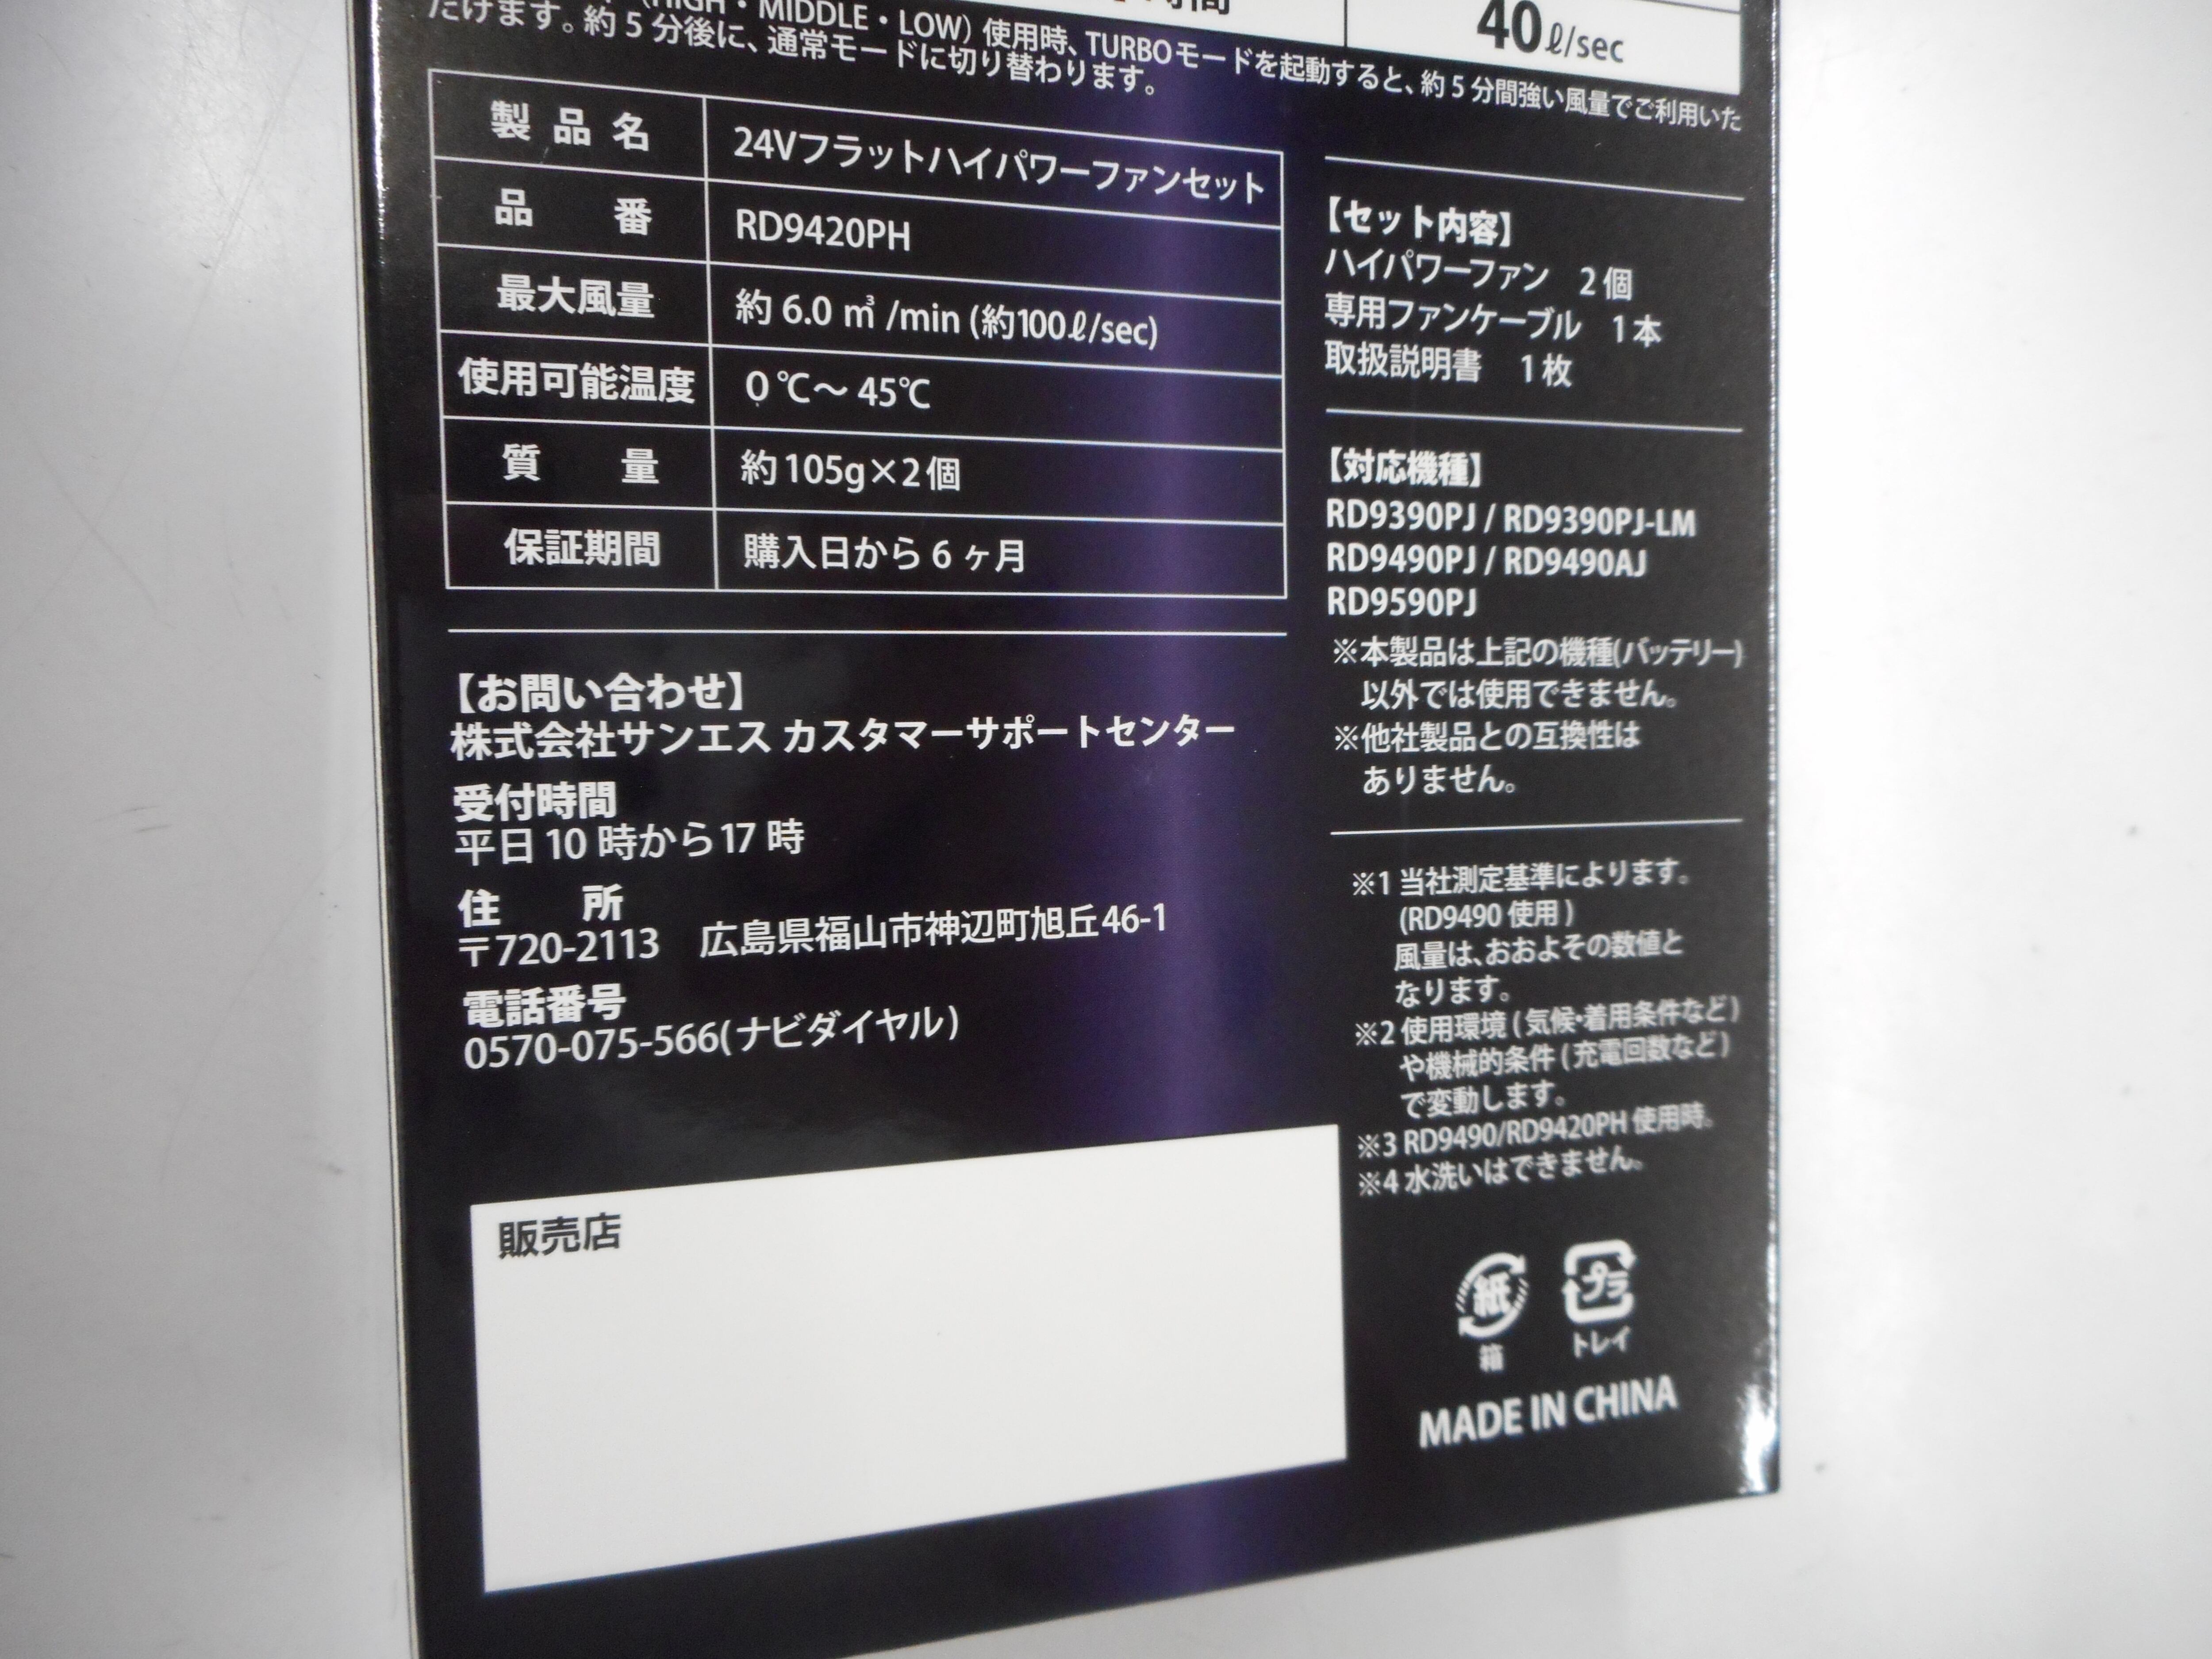 時間
40ℓ/sec
(HIGH・MIDDLE・LOW) 使用時、TURBOモードを起動すると、約5分間強い風量でご利用いた
だけます。約5分後に、通常モードに切り替わります。
製品名 24Vフラットハイパワーファンセット
品番 RD9420PH
最大風量 約 6.0 ㎥ /min (約100ℓ/sec)
使用可能温度 0℃～45℃
質量 約105g×2個
保証期間 購入日から6ヶ月
【お問い合わせ】
株式会社サンエス カスタマーサポートセンター
受付時間
平日10時から17時
住所
〒720-2113 広島県福山市神辺町旭丘46-1
電話番号
0570-075-566(ナビダイヤル)
販売店
【セット内容】
ハイパワーファン 2個
専用ファンケーブル 1本
取扱説明書 1枚
【対応機種】
RD9390PJ / RD9390PJ-LM
RD9490PJ / RD9490AJ
RD9590PJ
※本製品は上記の機種(バッテリー)
以外では使用できません。
※他社製品との互換性は
ありません。
※1 当社測定基準によります。
(RD9490 使用)
風量は、おおよその数値と
なります。
※2 使用環境(気候・着用条件など)
や機械的条件(充電回数など)
で変動します。
※3 RD9490/RD9420PH 使用時。
※4 水洗いはできません。
紙 プラ
箱 トレイ
MADE IN CHINA